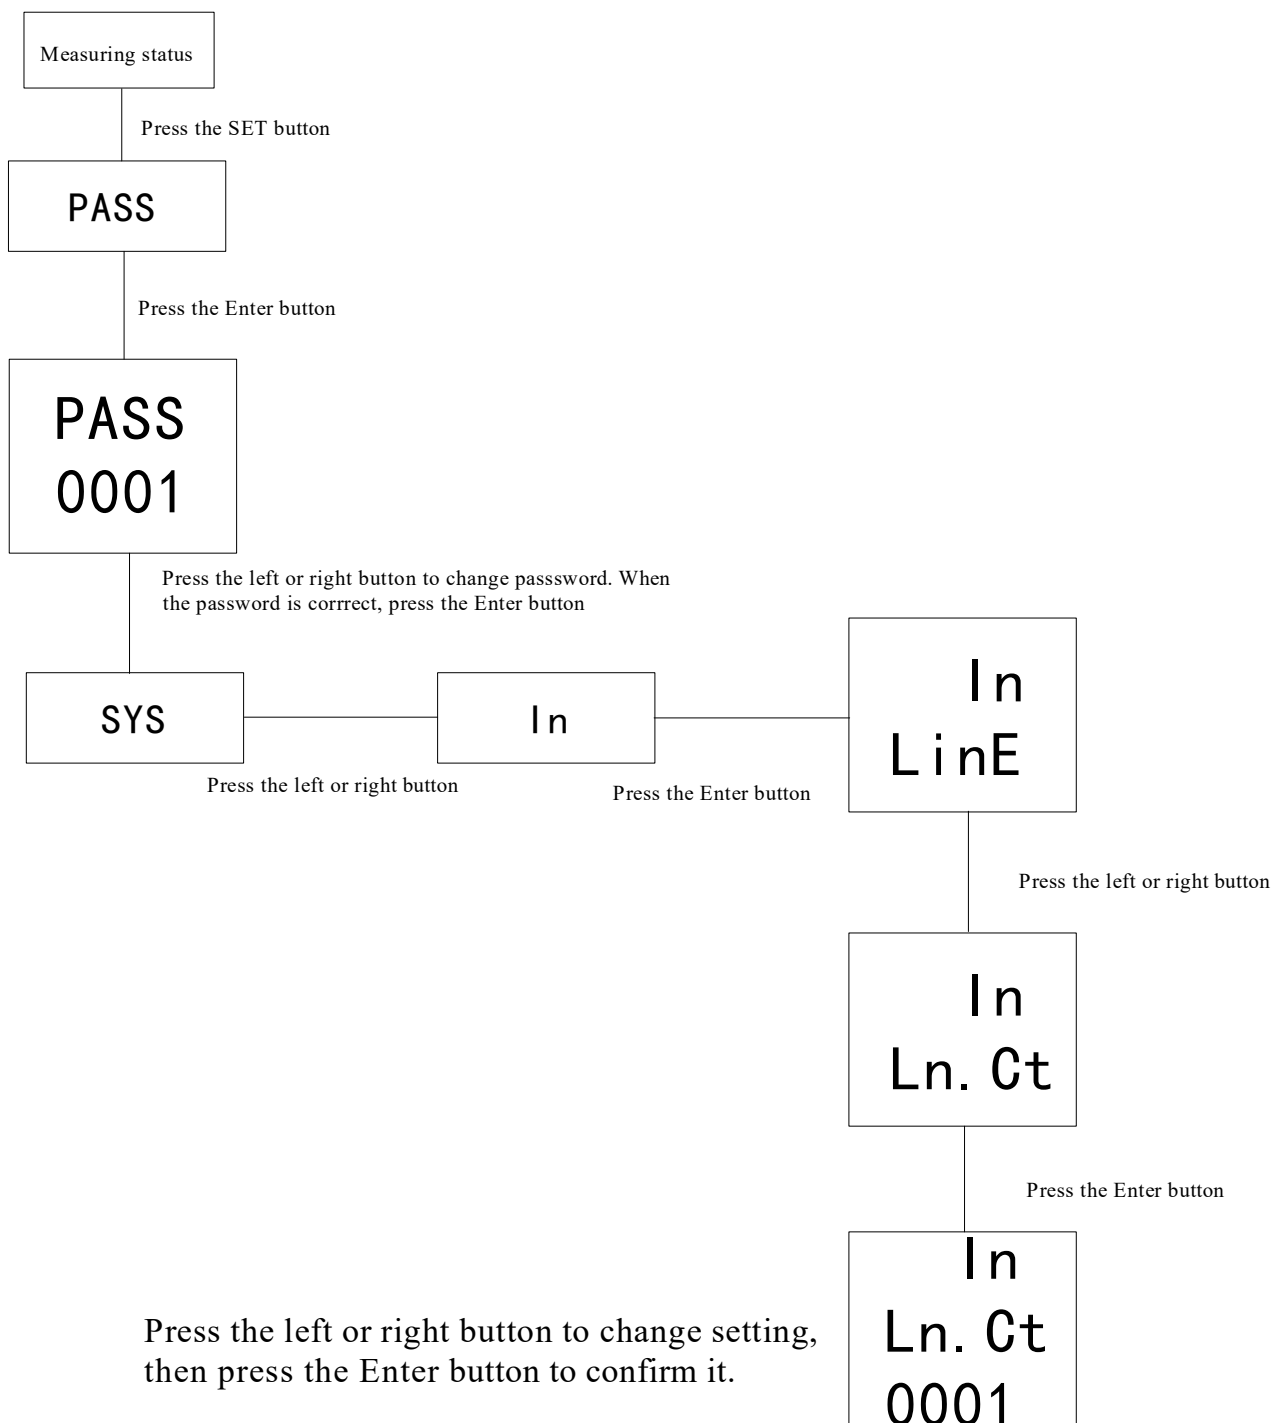 Measuring status
Press the SET button
PASS
Press the Enter button
PASS
0001
Press the left or right button to change passsword. When
the password is corrrect, press the Enter button
SYS
Press the left or right button
In
Press the Enter button
In
LinE
Press the left or right button
In
Ln. Ct
Press the Enter button
In
Ln. Ct
0001
Press the left or right button to change setting,
then press the Enter button to confirm it.